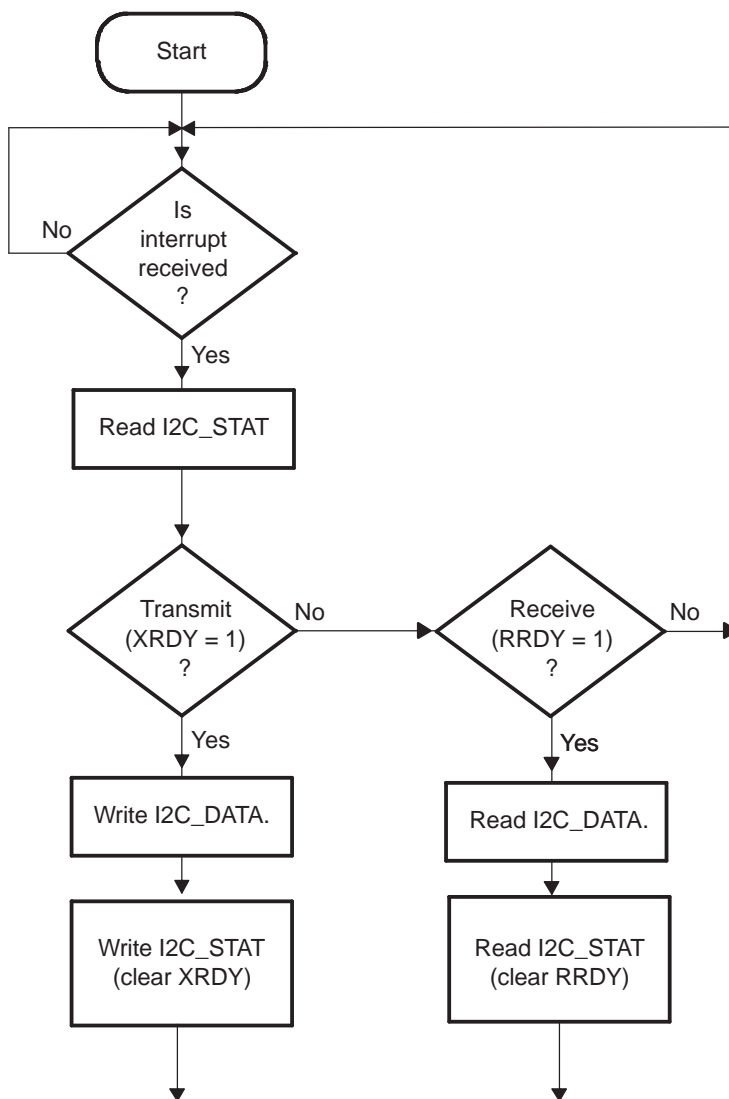 Start
Is
interrupt
received
?
No
Yes
Read I2C_STAT
Transmit
(XRDY = 1)
?
No
Receive
(RRDY = 1)
?
No
Yes
Yes
Write I2C_DATA.
Read I2C_DATA.
Write I2C_STAT
(clear XRDY)
Read I2C_STAT
(clear RRDY)